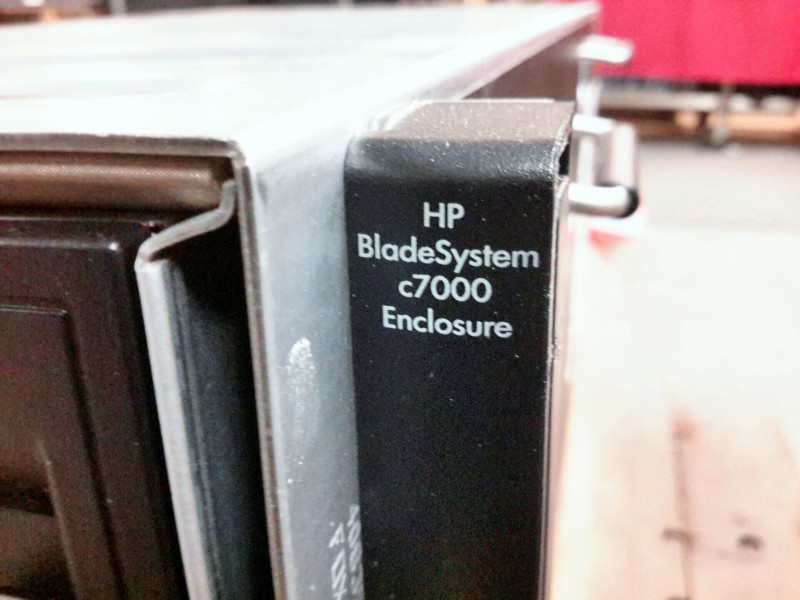 HP
BladeSystem
c7000
Enclosure